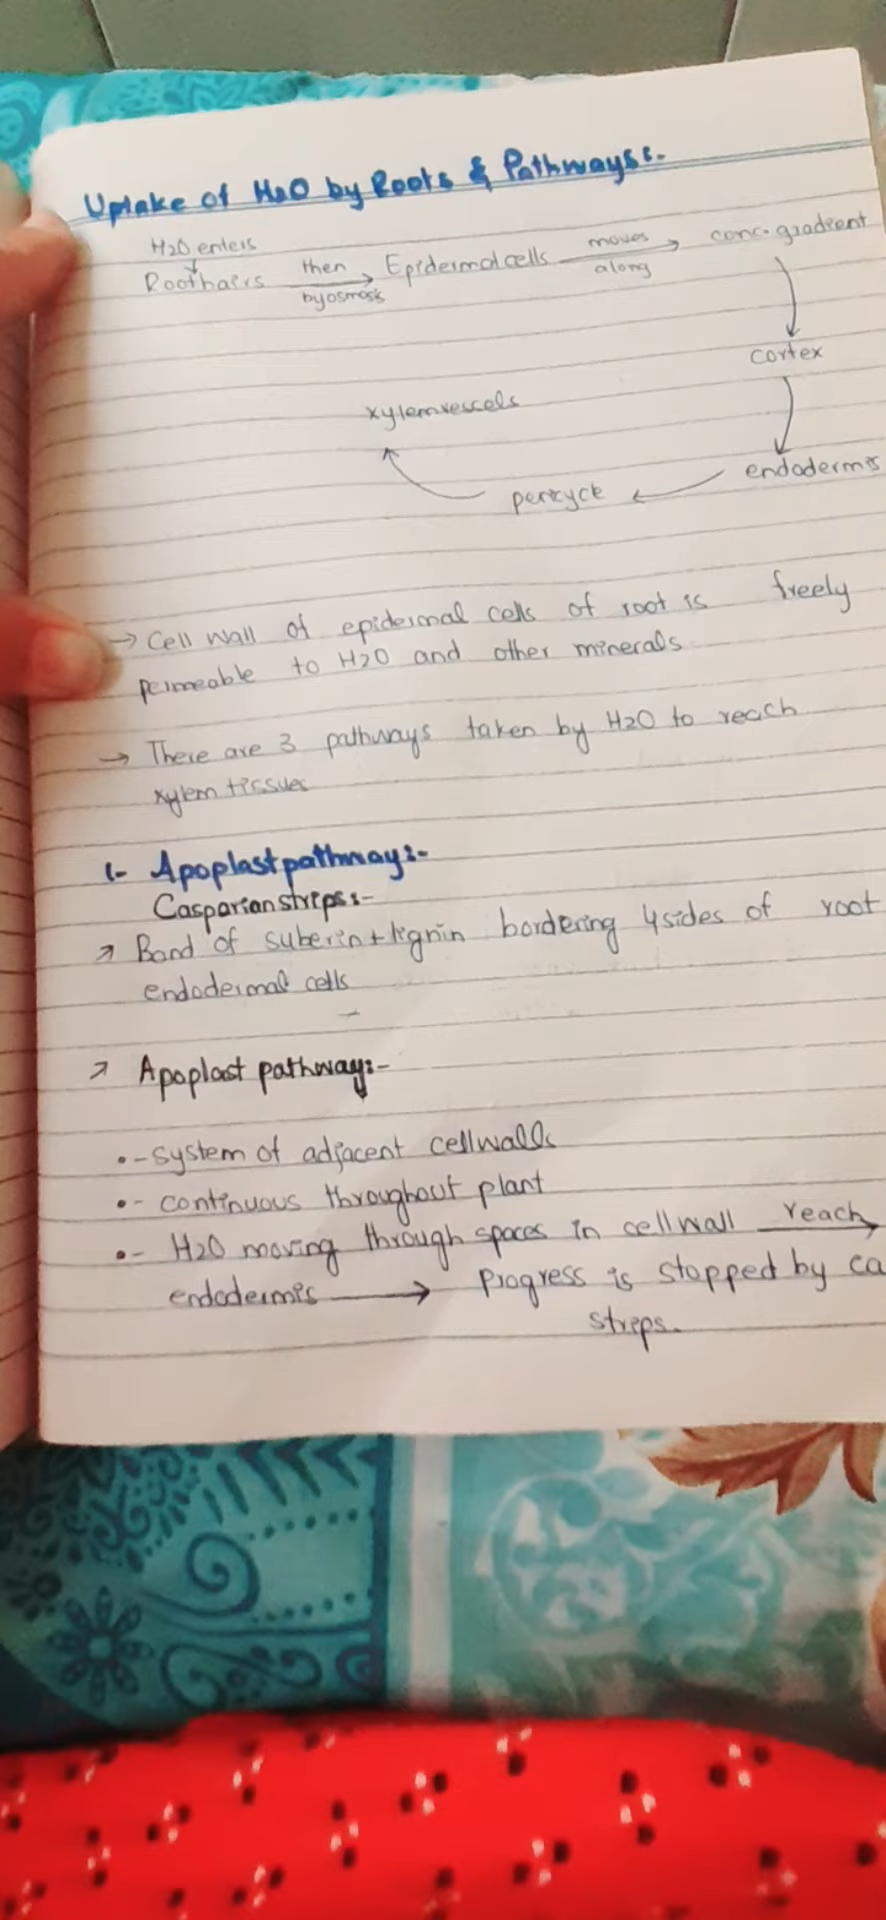 Uptake of H2O by Roots & Pathways:-
H2O enters
Roothairs then by osmosis Epidermal cells moves along conc. gradient
cortex
xylem vessels
endodermis
pericycle
→ Cell wall of epidermal cells of root is freely
permeable to H2O and other minerals
→ There are 3 pathways taken by H2O to reach
xylem tissues
1- Apoplast pathway:-
Casparian strips:-
→ Band of suberin + lignin bordering 4 sides of root
endodermal cells
→ Apoplast pathway:-
•- system of adjacent cellwalls
•- continuous throughout plant
•- H2O moving through spaces in cell wall reach →
endodermis → Progress is stopped by ca
streps.